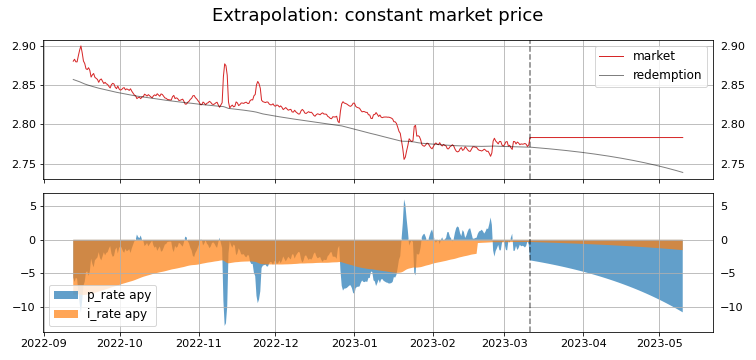 Extrapolation: constant market price
2.90 2.90
2.85 2.85
2.80 2.80
2.75 2.75
market
redemption
5 5
0 0
−5 −5
−10 −10
p_rate apy
i_rate apy
2022-09 2022-10 2022-11 2022-12 2023-01 2023-02 2023-03 2023-04 2023-05